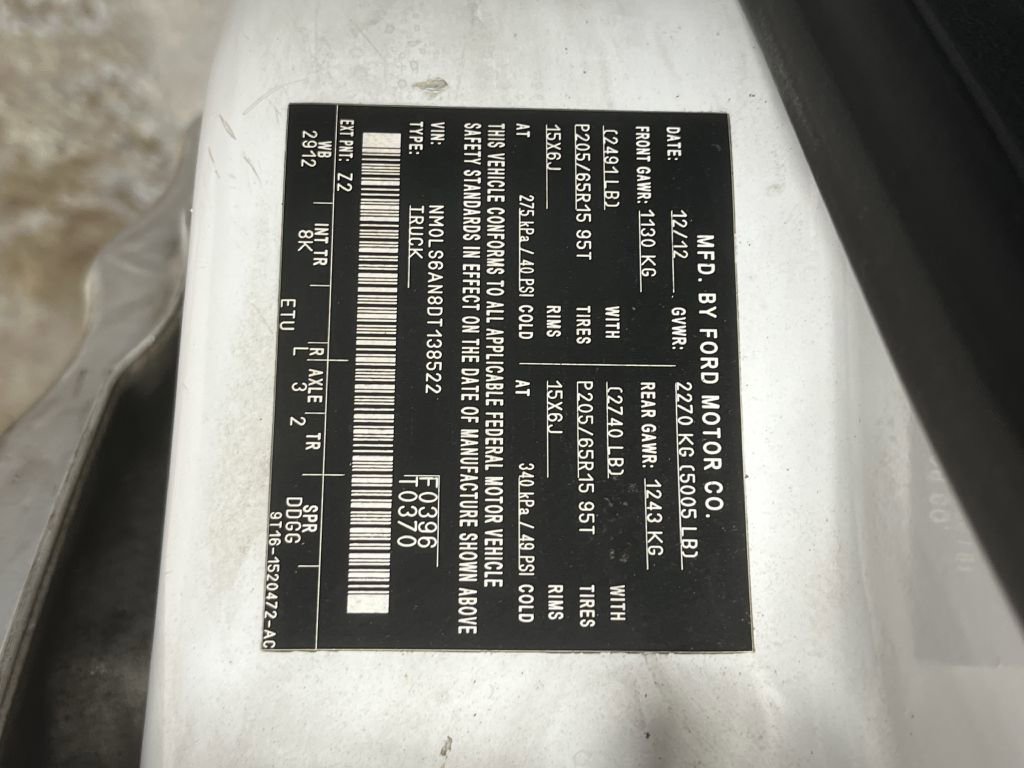 MFD. BY FORD MOTOR CO.
DATE: 12/12 GVWR: 2270 KG (5005 LB)
FRONT GAWR: 1130 KG REAR GAWR: 1243 KG
(2491LB) WITH (2740 LB) WITH
P205/65R15 95T TIRES P205/65R15 95T TIRES
15X6J RIMS 15X6J RIMS
AT 275 kPa / 40 PSI COLD AT 340 kPa / 49 PSI COLD
THIS VEHICLE CONFORMS TO ALL APPLICABLE FEDERAL MOTOR VEHICLE
SAFETY STANDARDS IN EFFECT ON THE DATE OF MANUFACTURE SHOWN ABOVE
VIN: NM0LS6AN8DT138522 F0396
TYPE: TRUCK T0370
EXT PNT: Z2
WB INT TR R AXLE TR SPR
2912 8K L 3 2 DDGG
ETU 9T16-1520472-AC